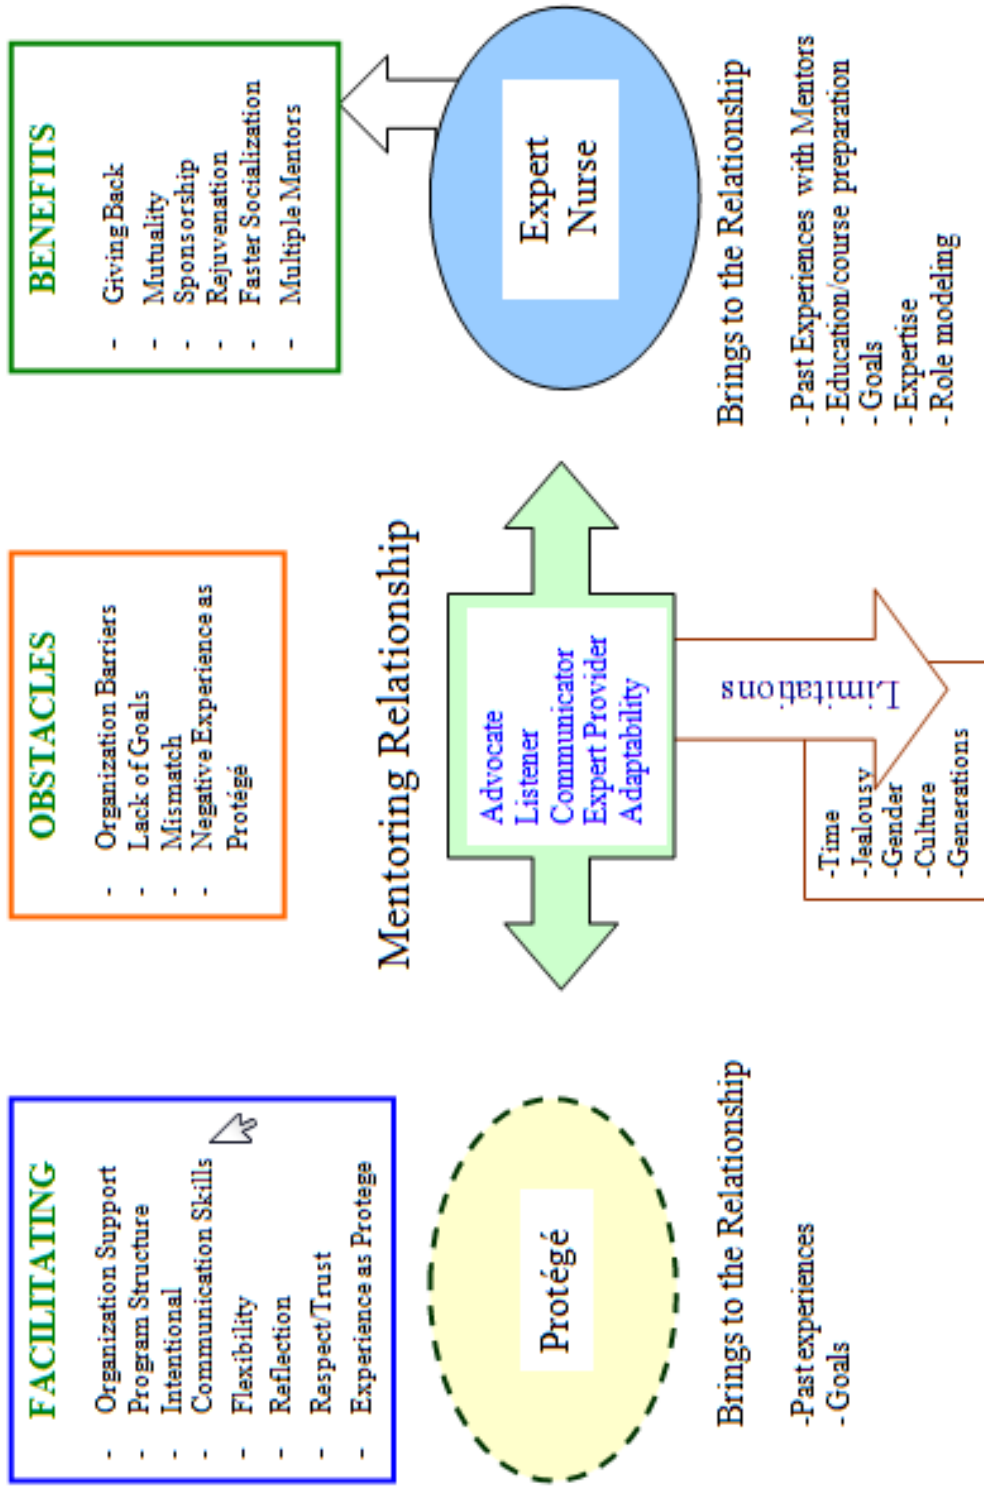 FACILITATING
- Organization Support
- Program Structure
- Intentional
- Communication Skills
- Flexibility
- Reflection
- Respect/Trust
- Experience as Protege
OBSTACLES
- Organization Barriers
- Lack of Goals
- Mismatch
- Negative Experience as
Protégé
BENEFITS
- Giving Back
- Mutuality
- Sponsorship
- Rejuvenation
- Faster Socialization
- Multiple Mentors
Mentoring Relationship
Protégé
Advocate
Listener
Communicator
Expert Provider
Adaptability
Expert
Nurse
Brings to the Relationship
-Past experiences
-Goals
Limitations
-Time
-Jealousy
-Gender
-Culture
-Generations
Brings to the Relationship
-Past Experiences with Mentors
-Education/course preparation
-Goals
-Expertise
-Role modeling